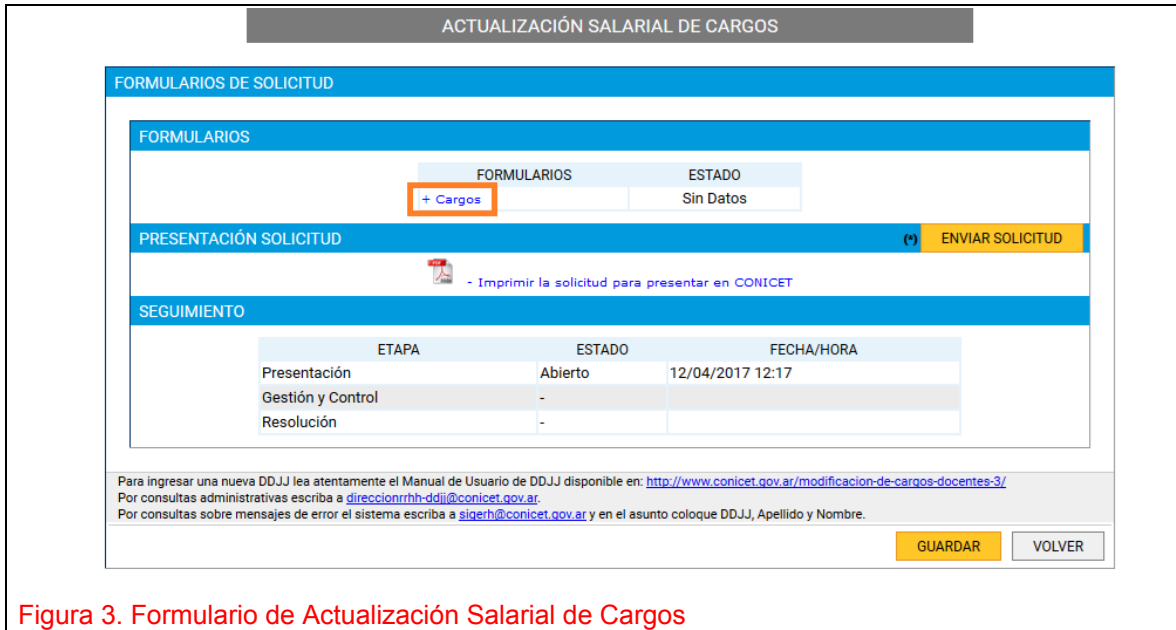 ACTUALIZACIÓN SALARIAL DE CARGOS
FORMULARIOS DE SOLICITUD
FORMULARIOS
FORMULARIOS ESTADO
+ Cargos Sin Datos
PRESENTACIÓN SOLICITUD (*) ENVIAR SOLICITUD
- Imprimir la solicitud para presentar en CONICET
SEGUIMIENTO
ETAPA ESTADO FECHA/HORA
Presentación Abierto 12/04/2017 12:17
Gestión y Control -
Resolución -
Para ingresar una nueva DDJJ lea atentamente el Manual de Usuario de DDJJ disponible en: http://www.conicet.gov.ar/modificacion-de-cargos-docentes-3/
Por consultas administrativas escriba a direccionrrhh-ddjj@conicet.gov.ar.
Por consultas sobre mensajes de error el sistema escriba a sigerh@conicet.gov.ar y en el asunto coloque DDJJ, Apellido y Nombre.
GUARDAR VOLVER
Figura 3. Formulario de Actualización Salarial de Cargos